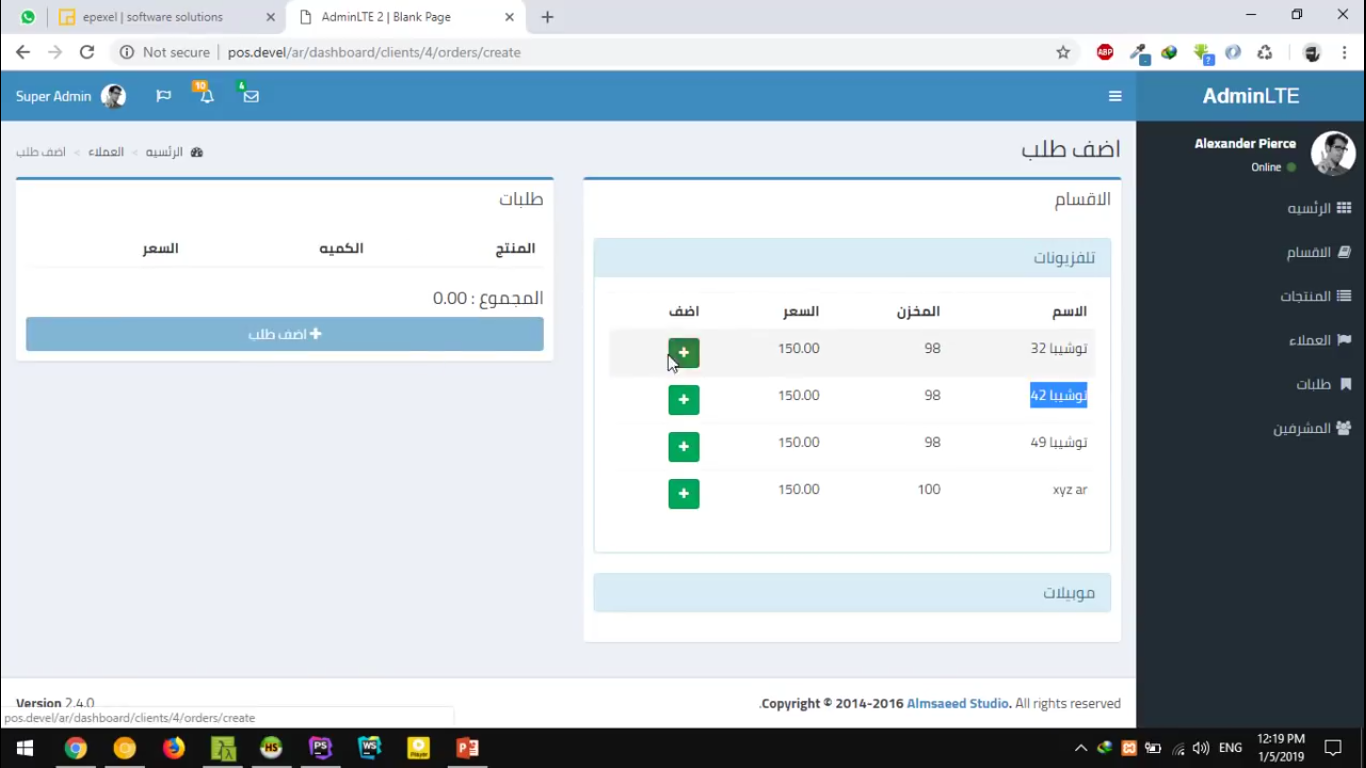 epexel | software solutions
AdminLTE 2 | Blank Page
Not secure
pos.devel/ar/dashboard/clients/4/orders/create
Super Admin
10
4
AdminLTE
Alexander Pierce
Online
الرئسيه
الاقسام
المنتجات
العملاء
طلبات
المشرفين
اضف طلب
الرئسيه > العملاء > اضف طلب
الاقسام
تلفزيونات
الاسم المخزن السعر اضف
توشيبا 32 98 150.00
توشيبا 42 98 150.00
توشيبا 49 98 150.00
xyz ar 100 150.00
موبيلات
طلبات
المنتج الكميه السعر
المجموع : 0.00
اضف طلب
Copyright © 2014-2016 Almsaeed Studio. All rights reserved.
Version 2.4.0
pos.devel/ar/dashboard/clients/4/orders/create
ENG
12:19 PM
1/5/2019